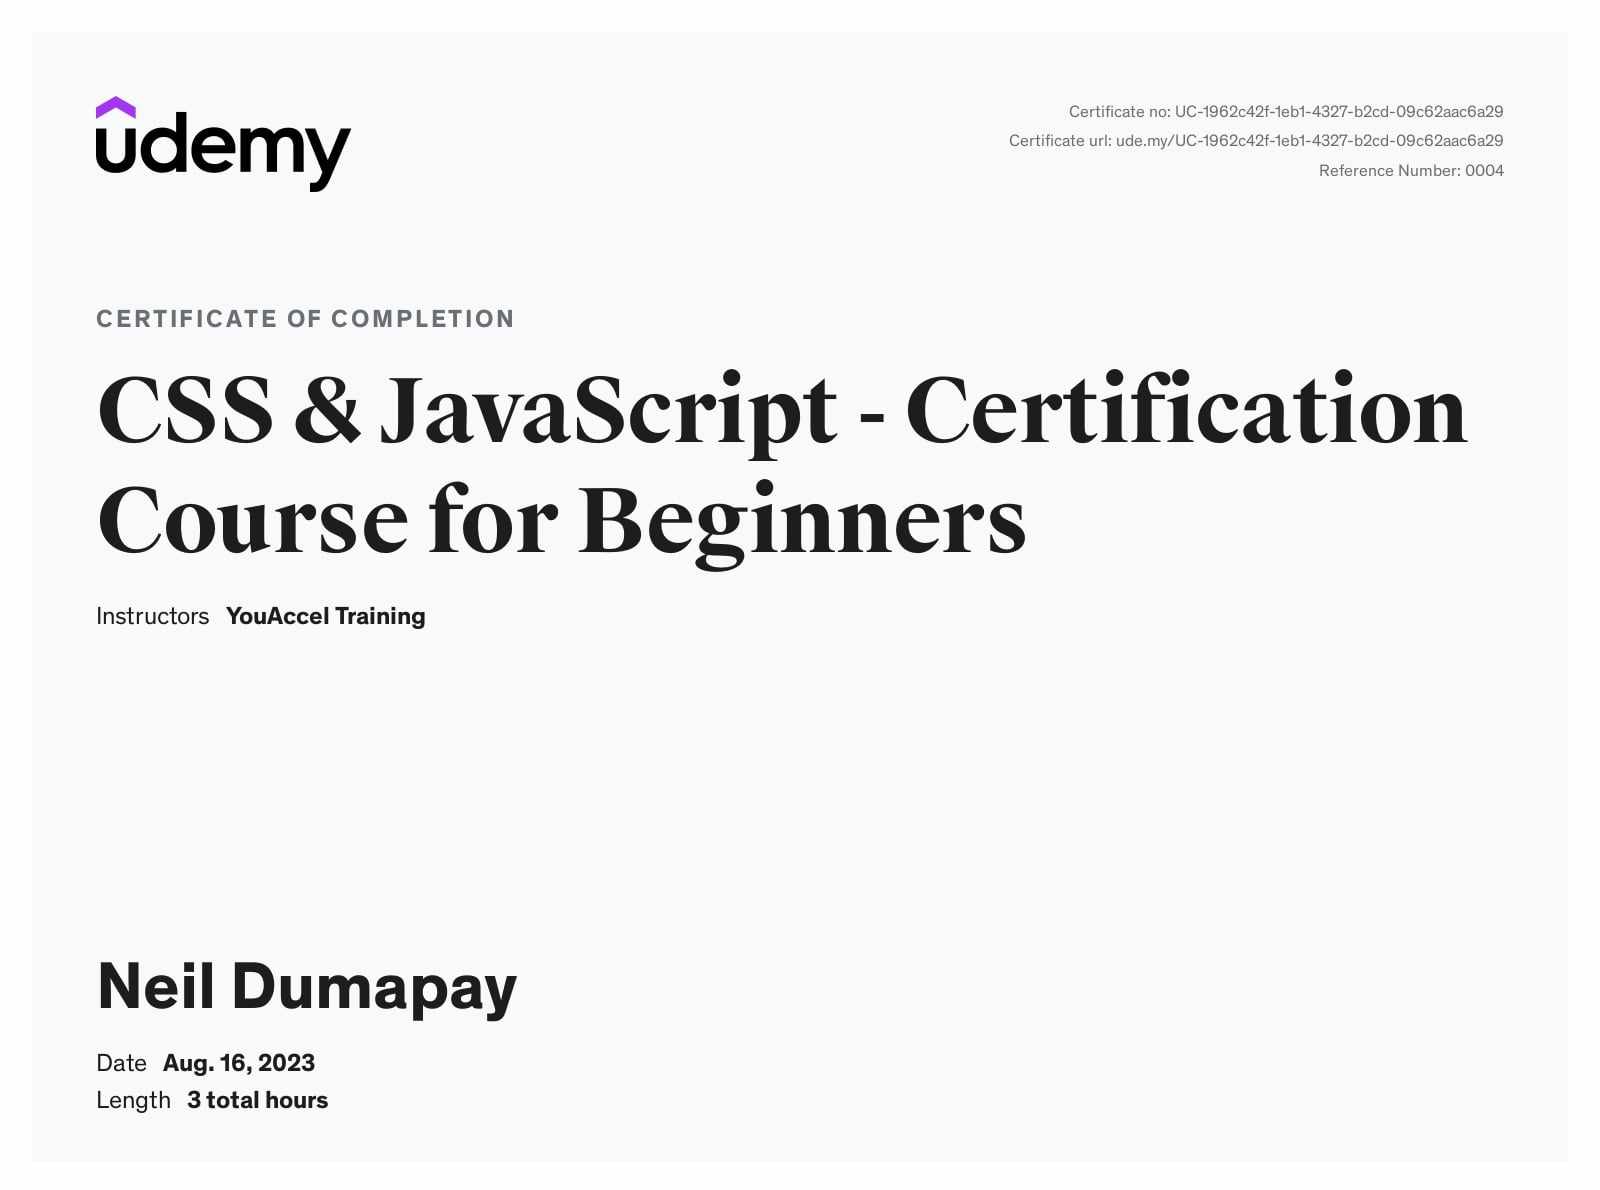 udemy
Certificate no: UC-1962c42f-1eb1-4327-b2cd-09c62aac6a29
Certificate url: ude.my/UC-1962c42f-1eb1-4327-b2cd-09c62aac6a29
Reference Number: 0004
CERTIFICATE OF COMPLETION
CSS & JavaScript - Certification
Course for Beginners
Instructors YouAccel Training
Neil Dumapay
Date Aug. 16, 2023
Length 3 total hours